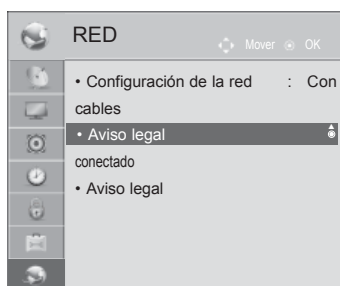 RED
Mover OK
• Configuración de la red : Con
cables
• Aviso legal
conectado
• Aviso legal